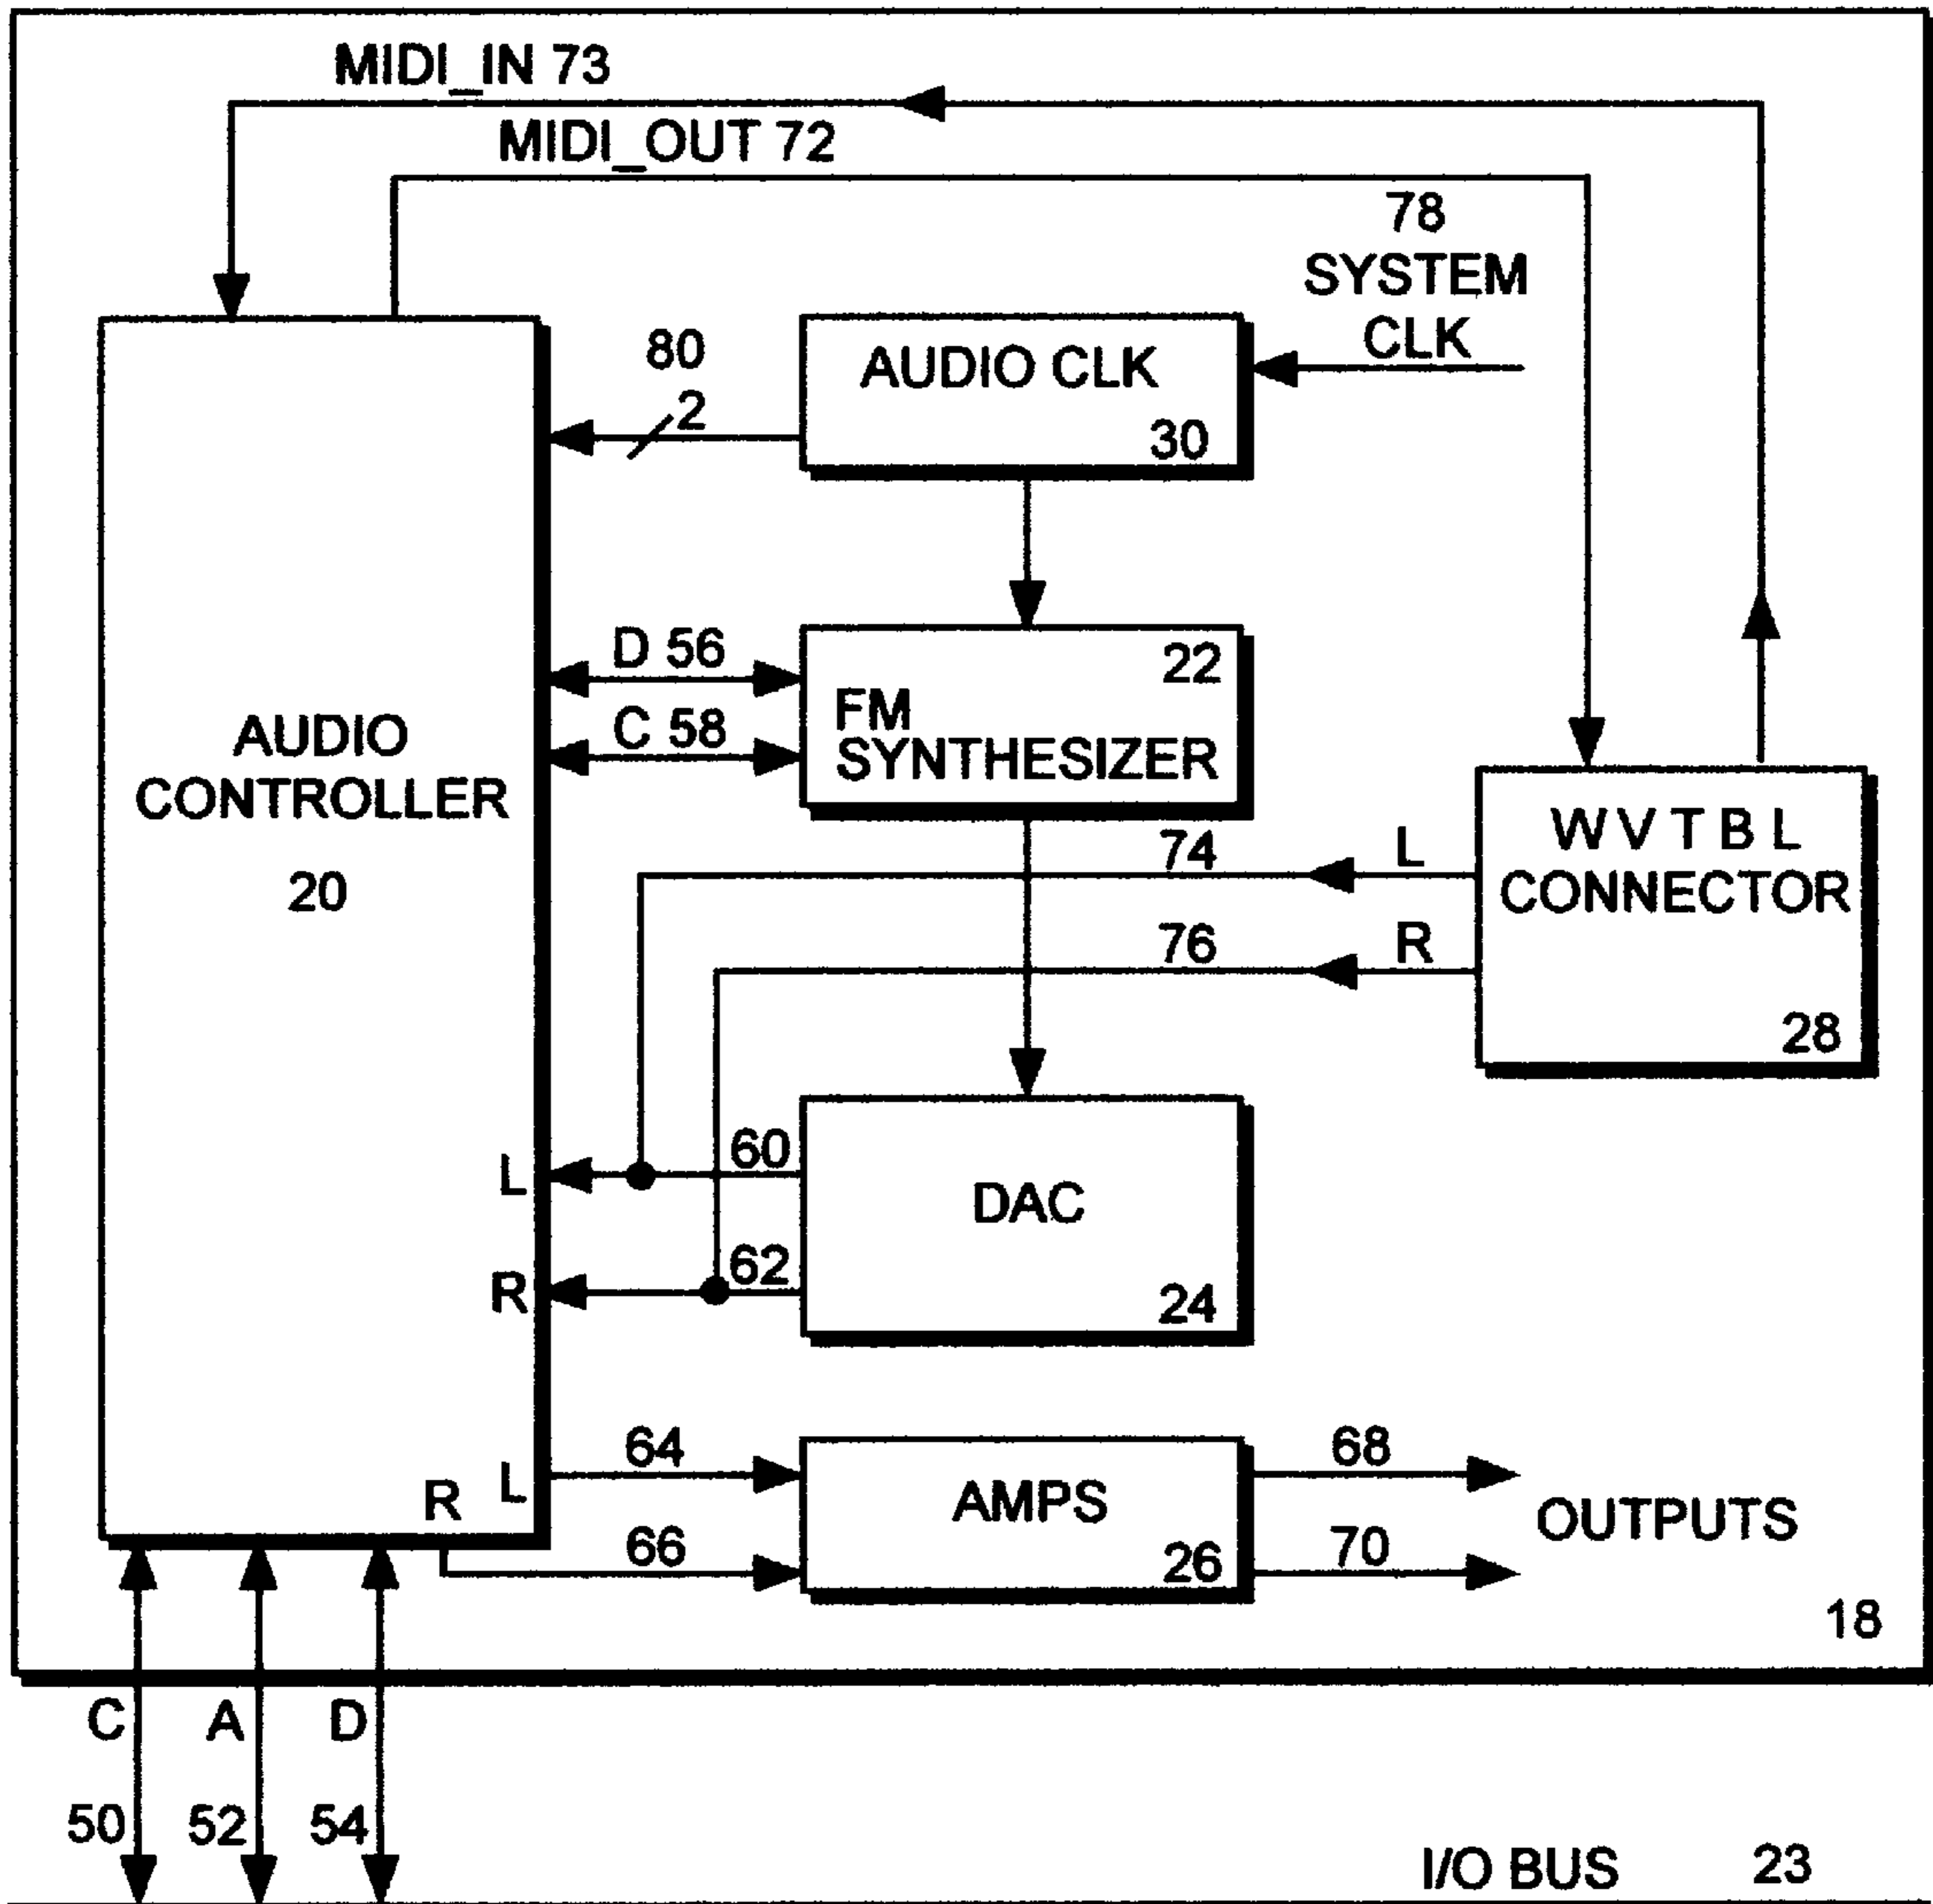 MIDI_IN 73
MIDI_OUT 72
78
SYSTEM
CLK
80
2
AUDIO CLK
30
D 56
C 58
22
FM
SYNTHESIZER
AUDIO
CONTROLLER
20
W V T B L
CONNECTOR
28
74
L
76
R
L
60
R
62
DAC
24
R
L
64
66
AMPS
26
68
70
OUTPUTS
18
C
A
D
50
52
54
I/O BUS 23